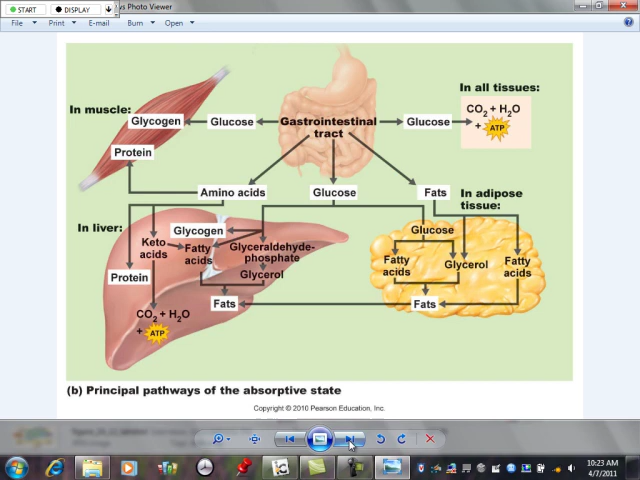 START
DISPLAY
Photo Viewer
File Print E-mail Burn Open
In all tissues:
In muscle:
CO2 + H2O
+ ATP
Glycogen Glucose Gastrointestinal tract Glucose
Protein
Amino acids Glucose Fats In adipose tissue:
In liver: Glycogen Glucose
Keto acids Fatty acids Glyceraldehyde-phosphate
Glycerol
Fatty acids Glycerol Fatty acids
Protein
Fats Fats
CO2 + H2O
+ ATP
(b) Principal pathways of the absorptive state
Copyright © 2010 Pearson Education, Inc.
10:23 AM
4/7/2011